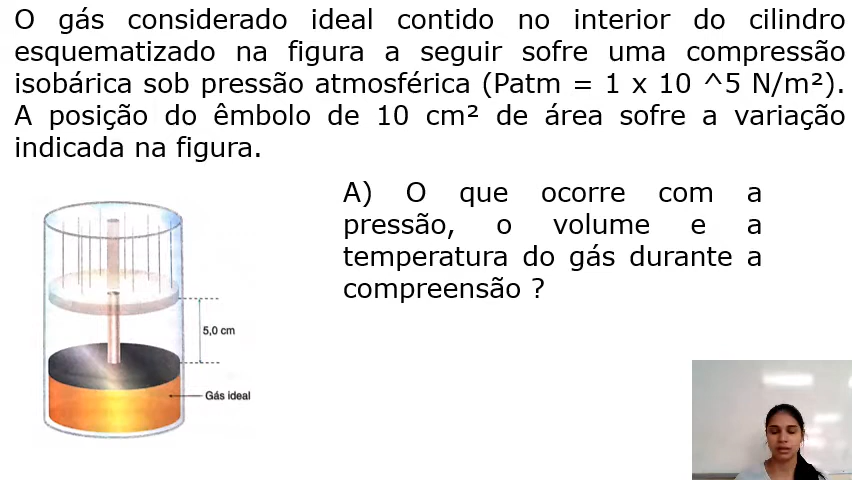 O gás considerado ideal contido no interior do cilindro
esquematizado na figura a seguir sofre uma compressão
isobárica sob pressão atmosférica (Patm = 1 x 10 ^5 N/m²).
A posição do êmbolo de 10 cm² de área sofre a variação
indicada na figura.
A) O que ocorre com a
pressão, o volume e a
temperatura do gás durante a
compreensão ?
5,0 cm
Gás ideal